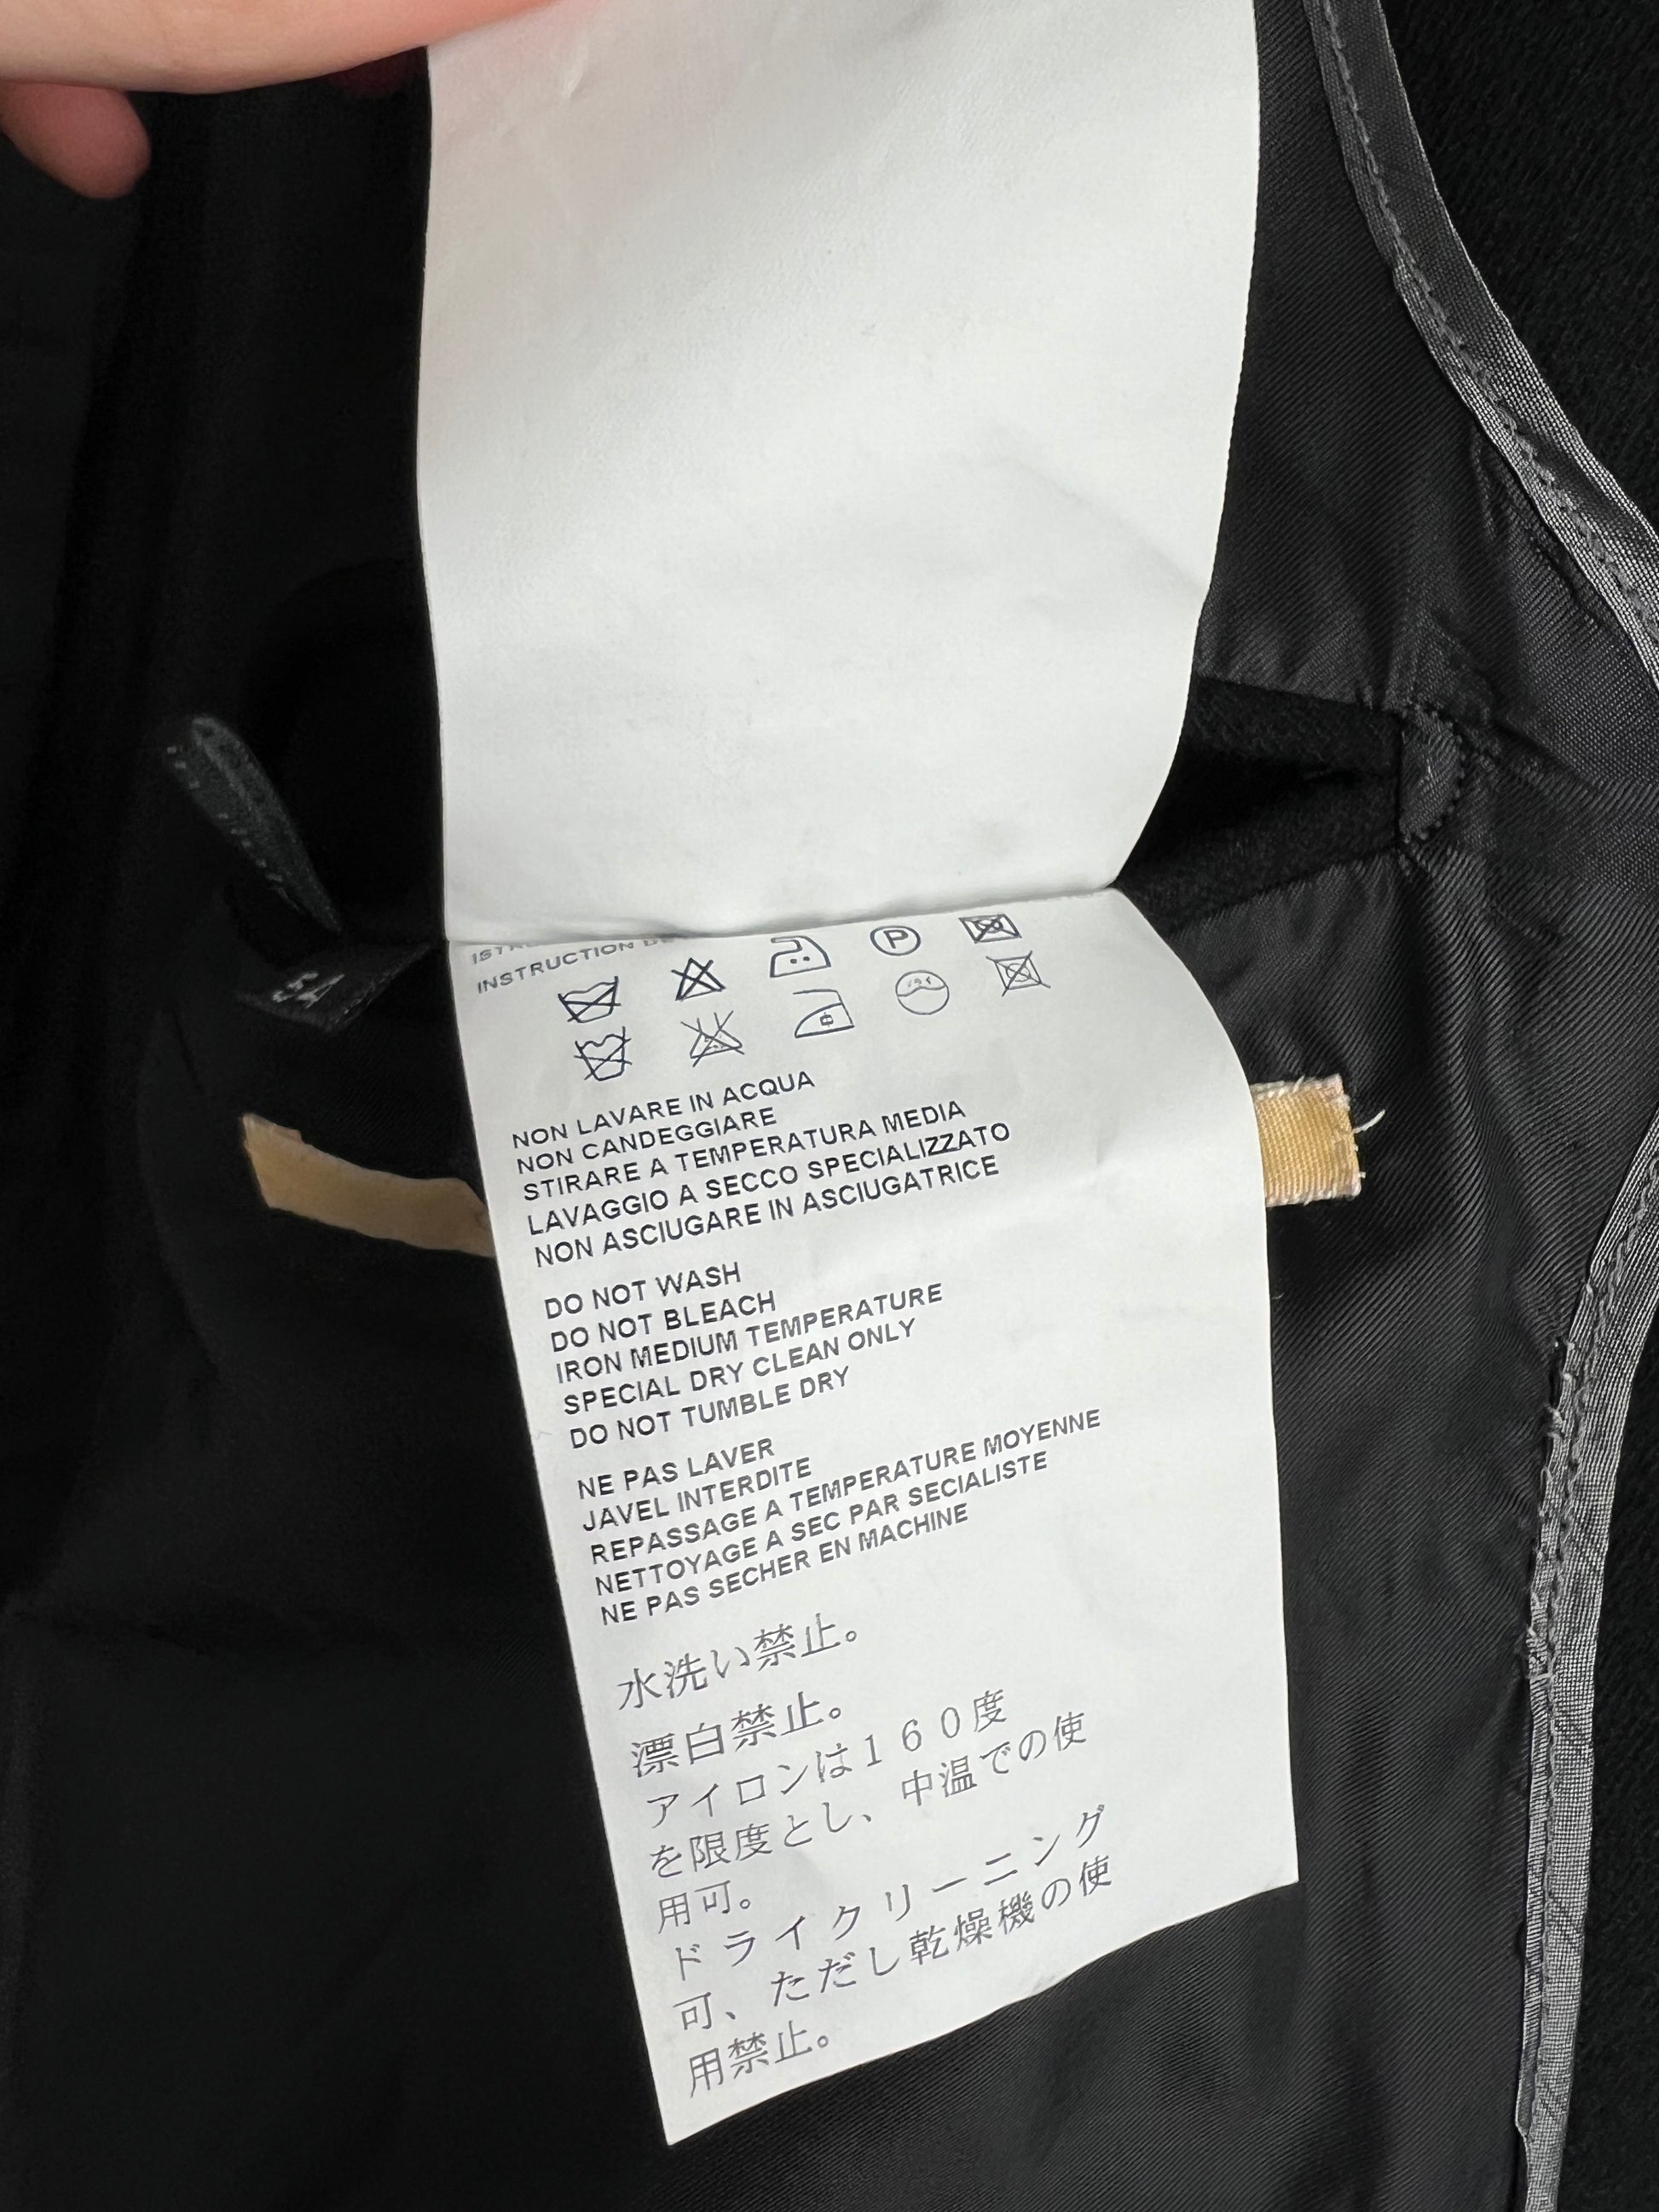 INSTRUCTION
P
54
NON LAVARE IN ACQUA
NON CANDEGGIARE
STIRARE A TEMPERATURA MEDIA
LAVAGGIO A SECCO SPECIALIZZATO
NON ASCIUGARE IN ASCIUGATRICE
DO NOT WASH
DO NOT BLEACH
IRON MEDIUM TEMPERATURE
SPECIAL DRY CLEAN ONLY
DO NOT TUMBLE DRY
NE PAS LAVER
JAVEL INTERDITE
REPASSAGE A TEMPERATURE MOYENNE
NETTOYAGE A SEC PAR SECIALISTE
NE PAS SECHER EN MACHINE
水洗い禁止。
漂白禁止。
アイロンは１６０度
を限度とし、中温での使
用可。
ドライクリーニング
可、ただし乾燥機の使
用禁止。